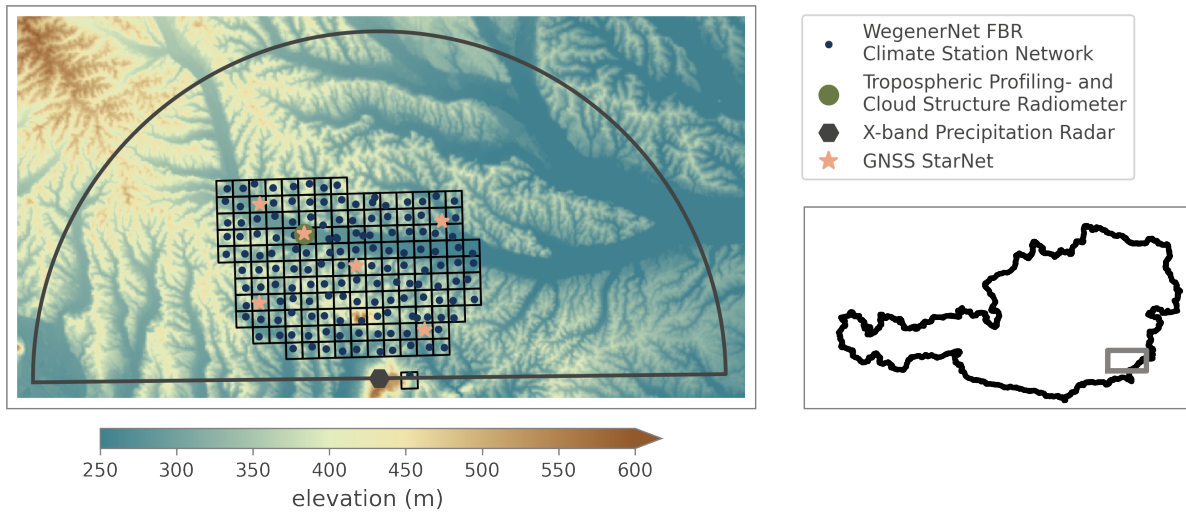 WegenerNet FBR
Climate Station Network
Tropospheric Profiling- and
Cloud Structure Radiometer
X-band Precipitation Radar
GNSS StarNet
250 300 350 400 450 500 550 600
elevation (m)